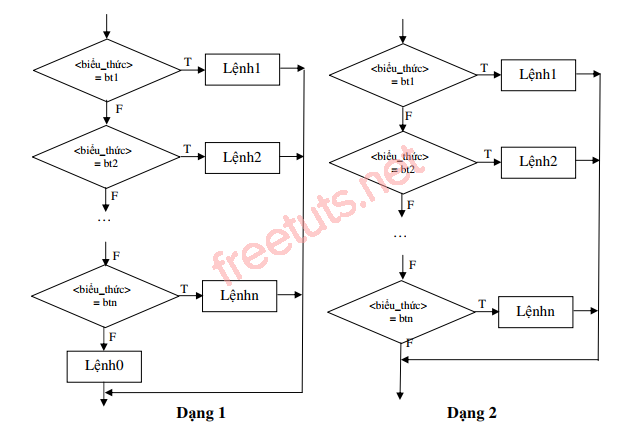 <biểu_thức>
= bt1
T
Lệnh1
F
<biểu_thức>
= bt2
T
Lệnh2
F
...
F
<biểu_thức>
= btn
T
Lệnhn
F
Lệnh0
Dạng 1
<biểu_thức>
= bt1
T
Lệnh1
F
<biểu_thức>
= bt2
T
Lệnh2
F
...
F
<biểu_thức>
= btn
T
Lệnhn
F
Dạng 2
freetuts.net